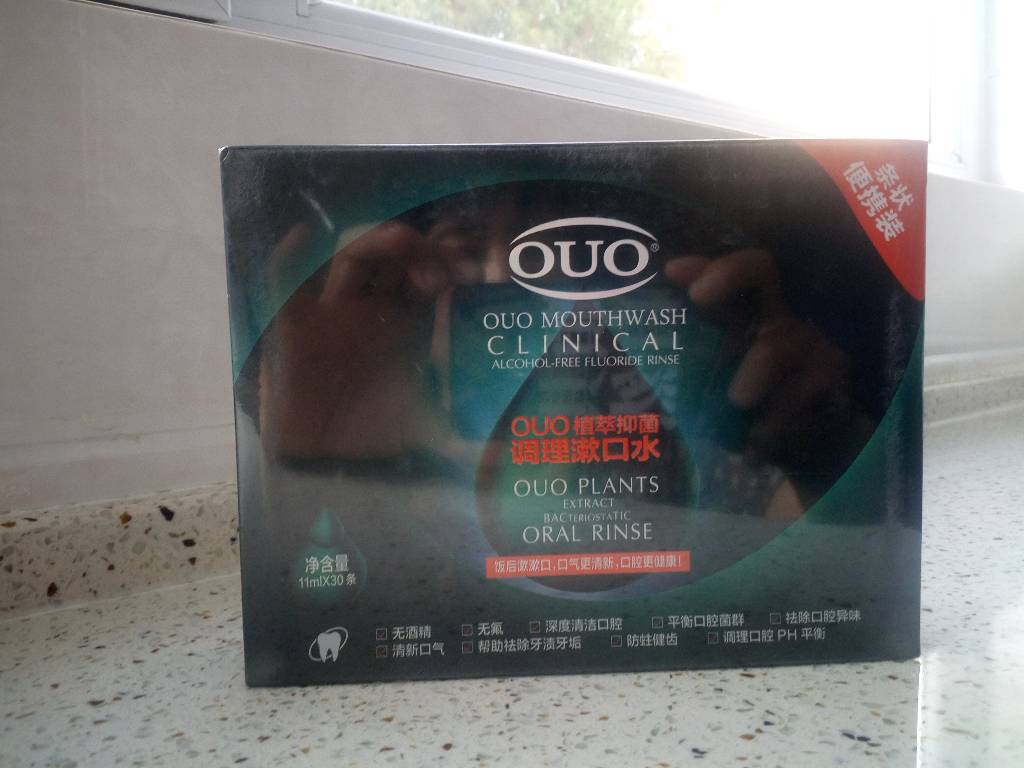 条状
便携装
OUO®
OUO MOUTHWASH
CLINICAL
ALCOHOL-FREE FLUORIDE RINSE
OUO植萃抑菌
调理漱口水
OUO PLANTS
EXTRACT
BACTERIOSTATIC
ORAL RINSE
饭后漱漱口，口气更清新，口腔更健康！
净含量
11mlX30条
无酒精 无氟 深度清洁口腔 平衡口腔菌群 祛除口腔异味
清新口气 帮助祛除牙渍牙垢 防蛀健齿 调理口腔 PH 平衡